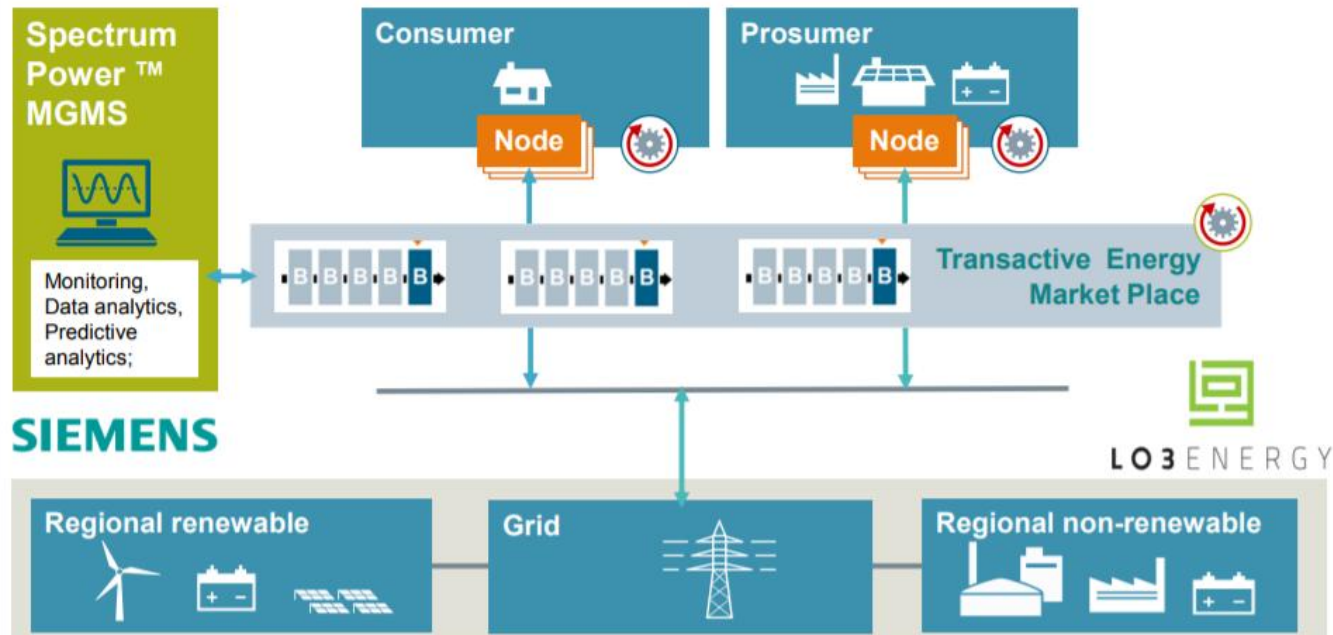 Spectrum
Power ™
MGMS
Monitoring,
Data analytics,
Predictive
analytics;
Consumer
Node
Prosumer
Node
B B B B B
B B B B B
B B B B B
Transactive Energy
Market Place
SIEMENS
LO3ENERGY
Regional renewable
Grid
Regional non-renewable